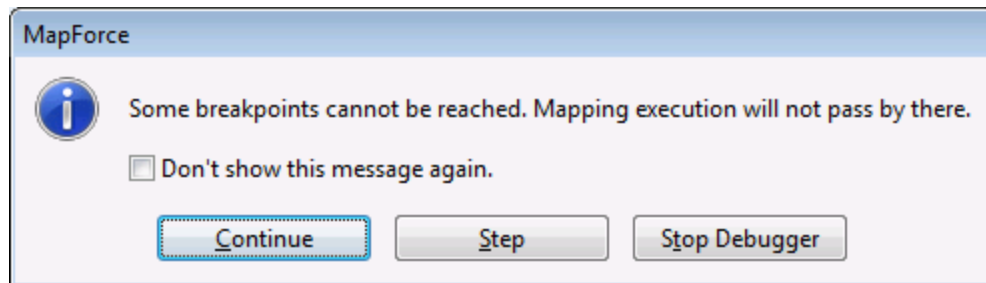 MapForce
Some breakpoints cannot be reached. Mapping execution will not pass by there.
Don't show this message again.
Continue
Step
Stop Debugger